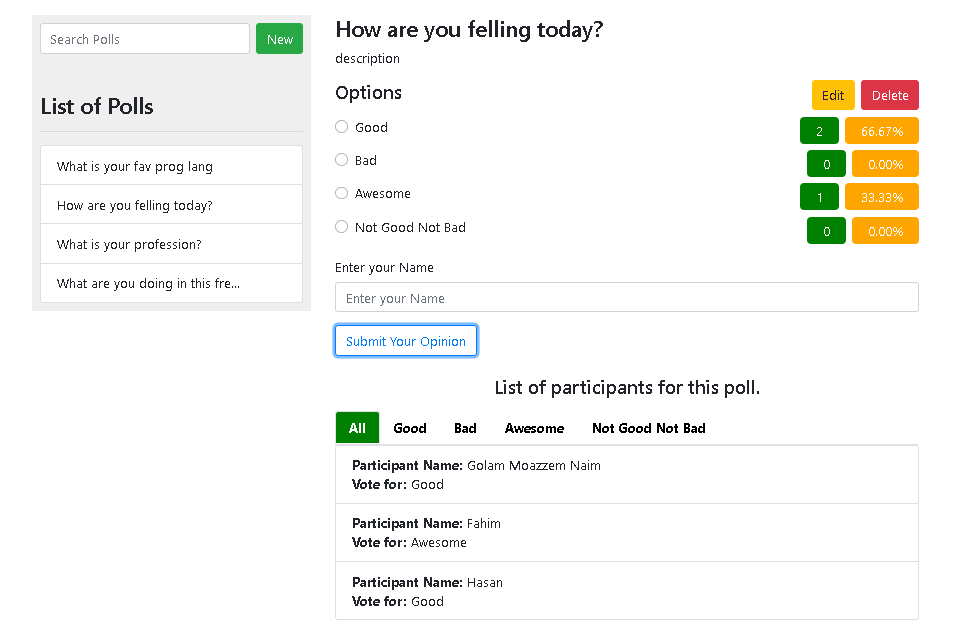 Search Polls
New
List of Polls
What is your fav prog lang
How are you felling today?
What is your profession?
What are you doing in this fre...
How are you felling today?
description
Options
Edit Delete
Good 2 66.67%
Bad 0 0.00%
Awesome 1 33.33%
Not Good Not Bad 0 0.00%
Enter your Name
Enter your Name
Submit Your Opinion
List of participants for this poll.
All Good Bad Awesome Not Good Not Bad
Participant Name: Golam Moazzem Naim
Vote for: Good
Participant Name: Fahim
Vote for: Awesome
Participant Name: Hasan
Vote for: Good